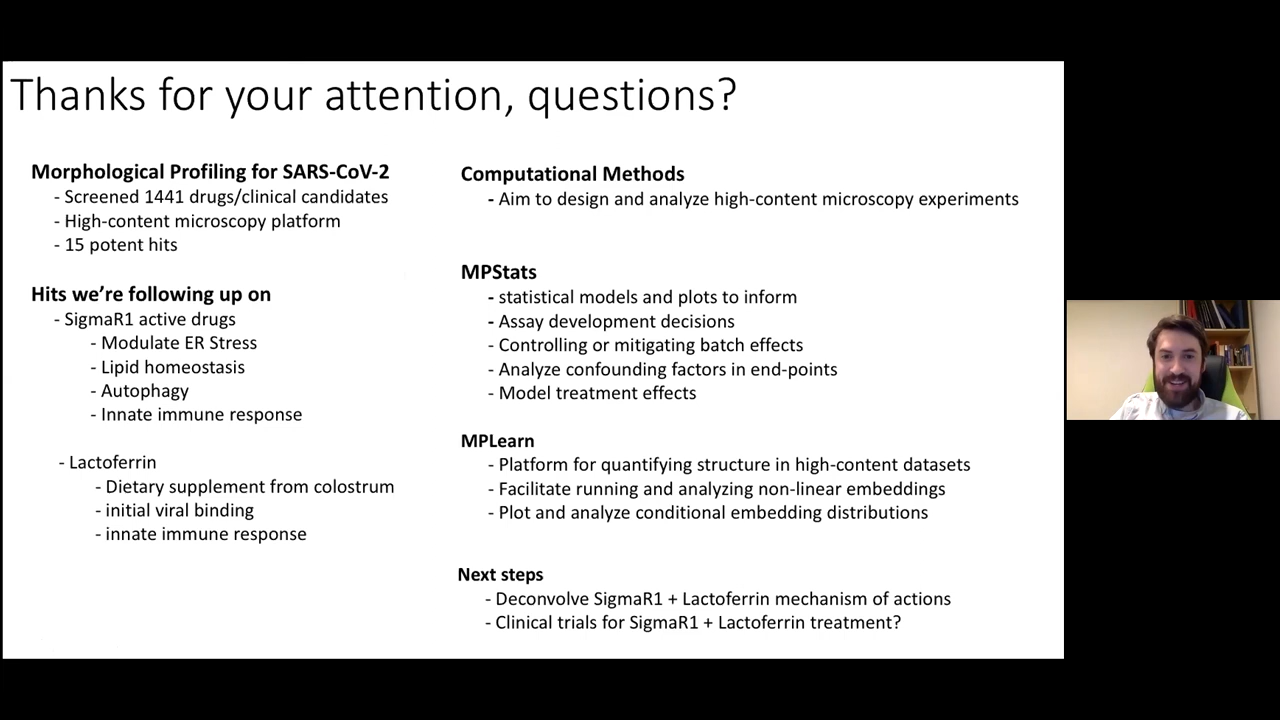 Thanks for your attention, questions?
Morphological Profiling for SARS-CoV-2
- Screened 1441 drugs/clinical candidates
- High-content microscopy platform
- 15 potent hits
Hits we’re following up on
- SigmaR1 active drugs
- Modulate ER Stress
- Lipid homeostasis
- Autophagy
- Innate immune response
- Lactoferrin
- Dietary supplement from colostrum
- initial viral binding
- innate immune response
Computational Methods
- Aim to design and analyze high-content microscopy experiments
MPStats
- statistical models and plots to inform
- Assay development decisions
- Controlling or mitigating batch effects
- Analyze confounding factors in end-points
- Model treatment effects
MPLearn
- Platform for quantifying structure in high-content datasets
- Facilitate running and analyzing non-linear embeddings
- Plot and analyze conditional embedding distributions
Next steps
- Deconvolve SigmaR1 + Lactoferrin mechanism of actions
- Clinical trials for SigmaR1 + Lactoferrin treatment?